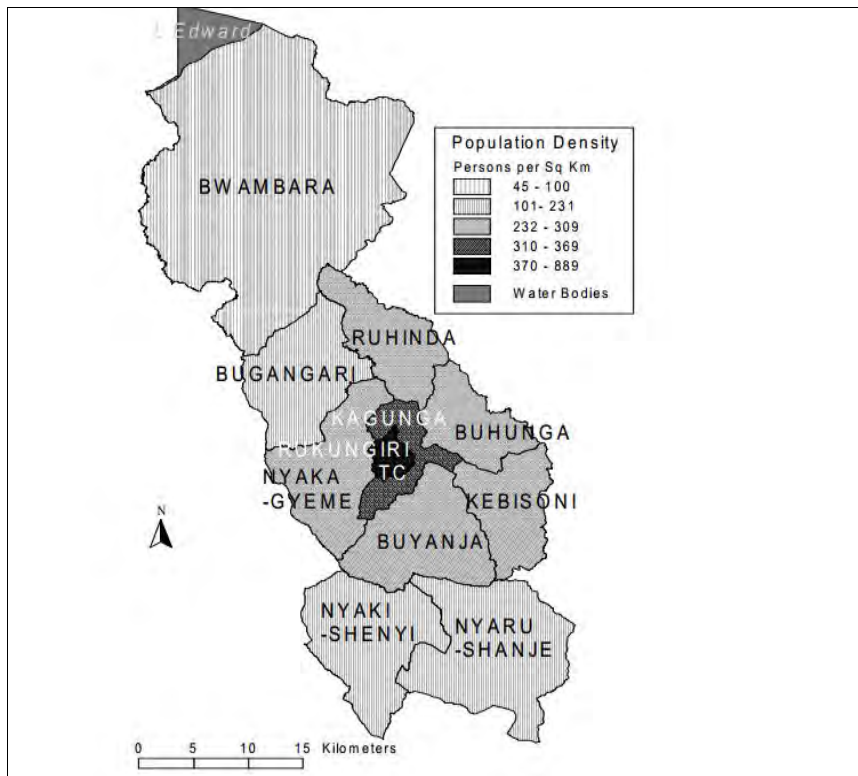 L Edward
Population Density
Persons per Sq Km
45 - 100
101- 231
232 - 309
310 - 369
370 - 889
Water Bodies
BWAMBARA
RUHINDA
BUGANGARI
KAGUNGA
BUHUNGA
RUKUNGIRI
TC
NYAKA
-GYEME
KEBISONI
N
BUYANJA
NYAKI
-SHENYI
NYARU
-SHANJE
0 5 10 15 Kilometers